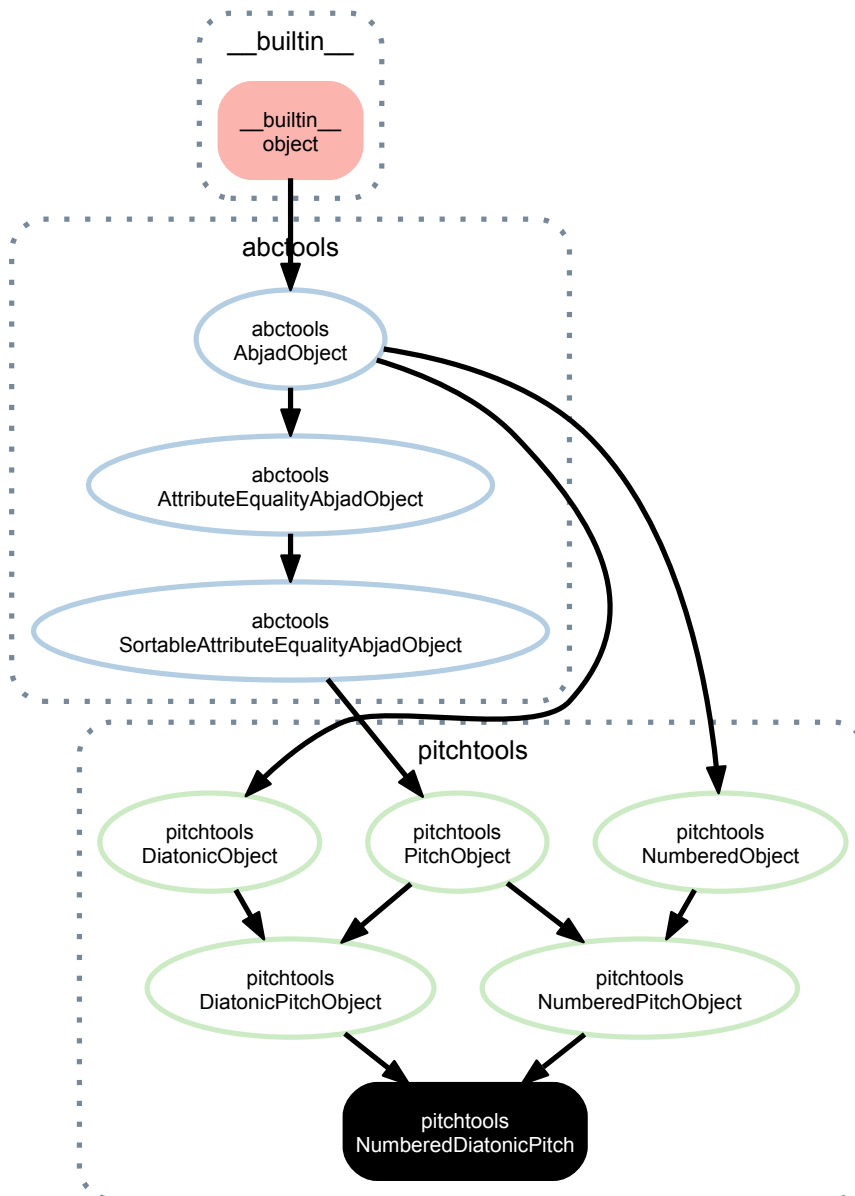 __builtin__
__builtin__
object
abctools
abctools
AbjadObject
abctools
AttributeEqualityAbjadObject
abctools
SortableAttributeEqualityAbjadObject
pitchtools
pitchtools
DiatonicObject
pitchtools
PitchObject
pitchtools
NumberedObject
pitchtools
DiatonicPitchObject
pitchtools
NumberedPitchObject
pitchtools
NumberedDiatonicPitch